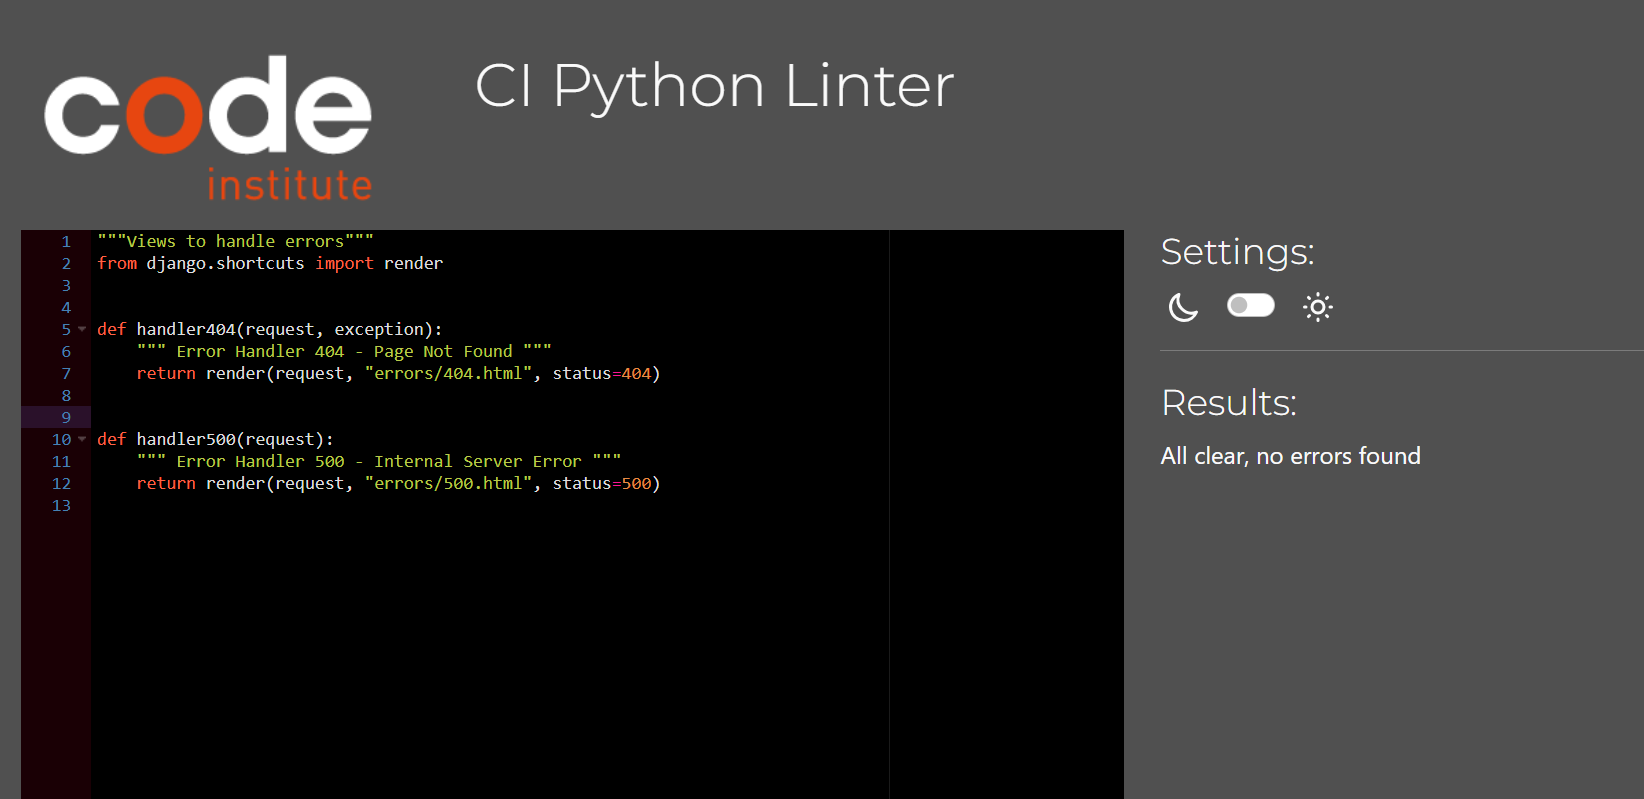 code
institute
CI Python Linter
1 """Views to handle errors"""
2 from django.shortcuts import render
3
4
5 def handler404(request, exception):
6     """ Error Handler 404 - Page Not Found """
7     return render(request, "errors/404.html", status=404)
8
9
10 def handler500(request):
11     """ Error Handler 500 - Internal Server Error """
12     return render(request, "errors/500.html", status=500)
13
Settings:
Results:
All clear, no errors found